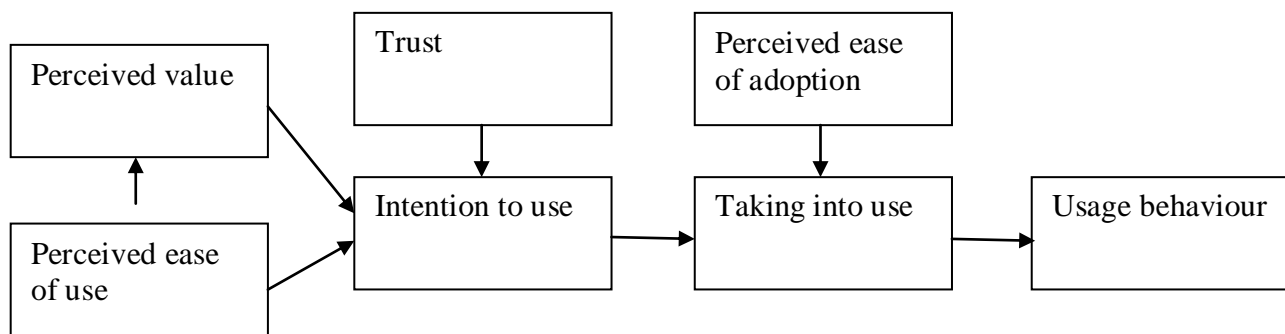 Perceived value
Perceived ease
of use
Trust
Intention to use
Perceived ease
of adoption
Taking into use
Usage behaviour